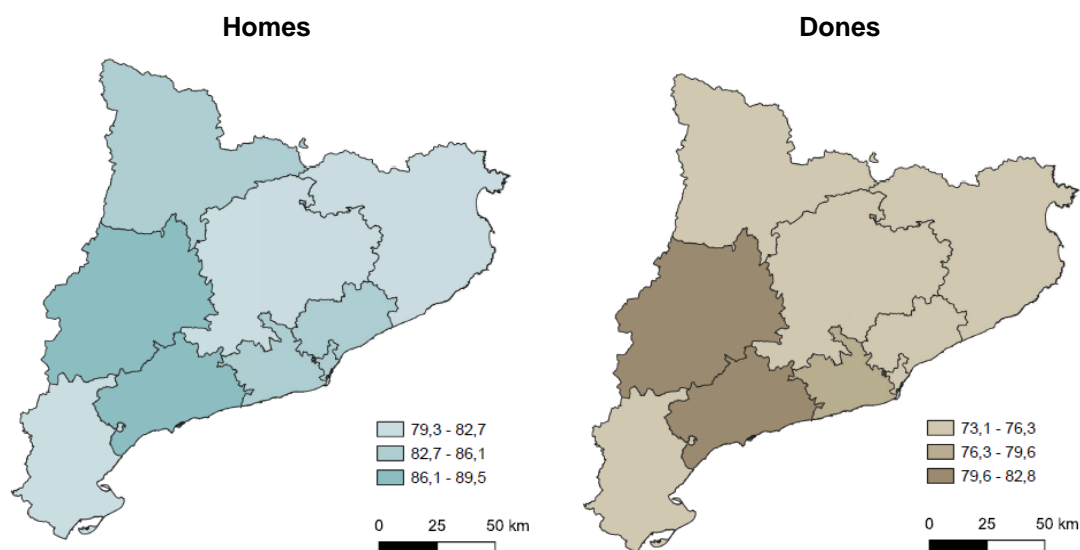 Homes
79,3 - 82,7
82,7 - 86,1
86,1 - 89,5
0 25 50 km
Dones
73,1 - 76,3
76,3 - 79,6
79,6 - 82,8
0 25 50 km